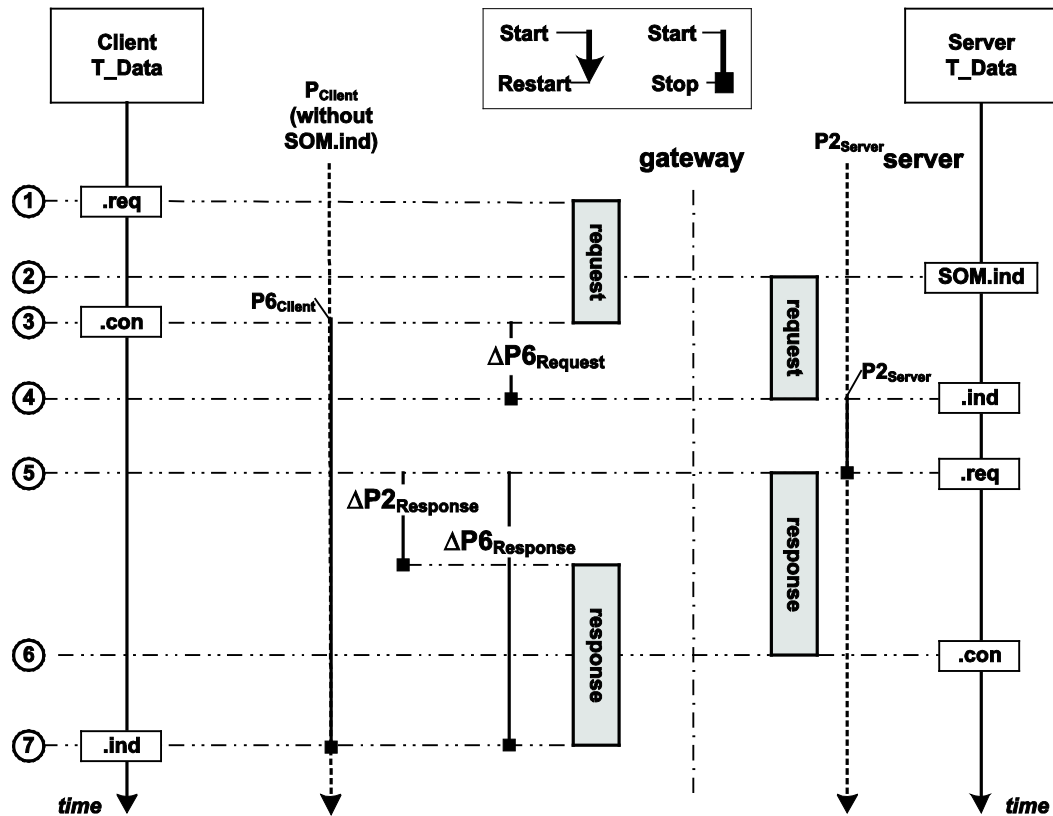 Client
T_Data
Start
Restart
Start
Stop
Server
T_Data
PClient
(without
SOM.ind)
gateway
P2Server
server
1
.req
request
2
SOM.ind
P6Client
3
.con
request
ΔP6Request
P2Server
4
.ind
5
.req
ΔP2Response
ΔP6Response
response
response
6
.con
7
.ind
time
time